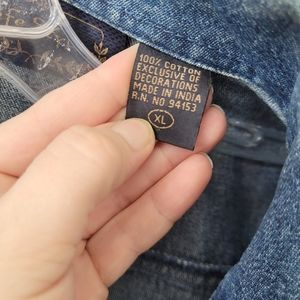 100% COTTON
EXCLUSIVE OF
DECORATIONS
MADE IN INDIA
R.N. NO 94153
XL